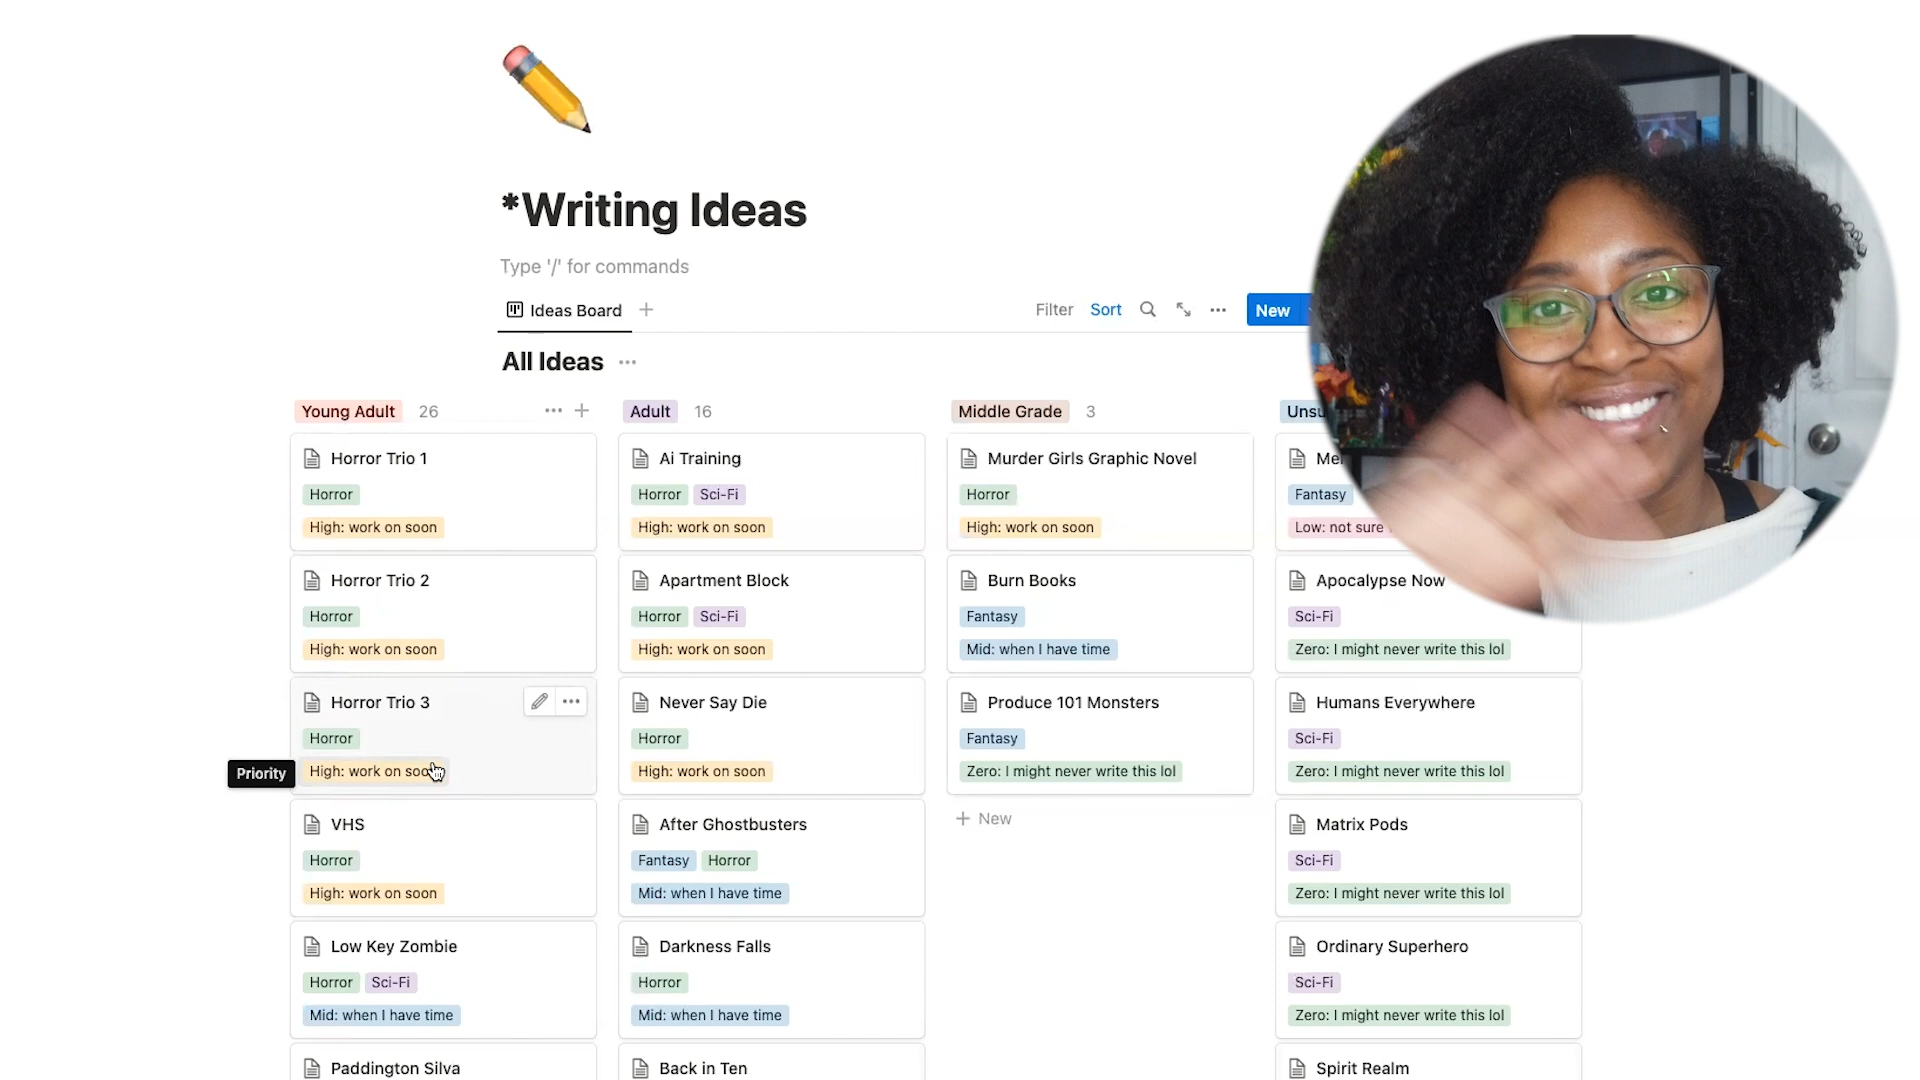 *Writing Ideas
Type '/' for commands
Ideas Board
Filter
Sort
New
All Ideas
Young Adult 26
Horror Trio 1
Horror
High: work on soon
Horror Trio 2
Horror
High: work on soon
Horror Trio 3
Horror
Priority
High: work on soon
VHS
Horror
High: work on soon
Low Key Zombie
Horror Sci-Fi
Mid: when I have time
Paddington Silva
Adult 16
Ai Training
Horror Sci-Fi
High: work on soon
Apartment Block
Horror Sci-Fi
High: work on soon
Never Say Die
Horror
High: work on soon
After Ghostbusters
Fantasy Horror
Mid: when I have time
Darkness Falls
Horror
Mid: when I have time
Back in Ten
Middle Grade 3
Murder Girls Graphic Novel
Horror
High: work on soon
Burn Books
Fantasy
Mid: when I have time
Produce 101 Monsters
Fantasy
Zero: I might never write this lol
+ New
Fantasy
Low: not sure
Apocalypse Now
Sci-Fi
Zero: I might never write this lol
Humans Everywhere
Sci-Fi
Zero: I might never write this lol
Matrix Pods
Sci-Fi
Zero: I might never write this lol
Ordinary Superhero
Sci-Fi
Zero: I might never write this lol
Spirit Realm